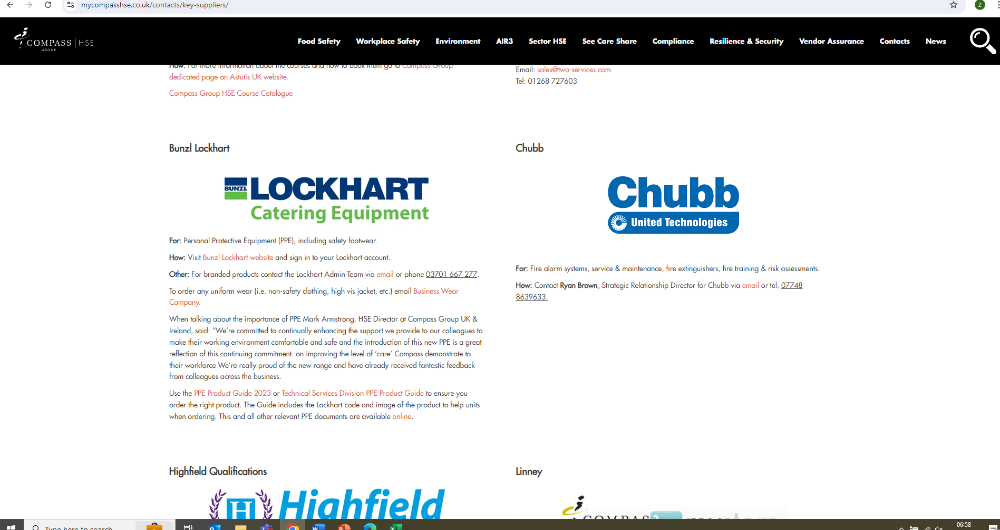 mycompasshse.co.uk/contacts/key-suppliers/
Z
COMPASS | HSE
GROUP
Food Safety
Workplace Safety
Environment
AIR3
Sector HSE
See Care Share
Compliance
Resilience & Security
Vendor Assurance
Contacts
News
How: For more information about the courses and how to book them go to Compass Group
dedicated page on Astutis UK website.
Compass Group HSE Course Catalogue
Email: sales@two-services.com
Tel: 01268 727603
Bunzl Lockhart
BUNZL LOCKHART
Catering Equipment
For: Personal Protective Equipment (PPE), including safety footwear.
How: Visit Bunzl Lockhart website and sign in to your Lockhart account.
Other: For branded products contact the Lockhart Admin Team via email or phone 03701 667 277.
To order any uniform wear (i.e. non-safety clothing, high vis jacket, etc.) email Business Wear
Company.
When talking about the importance of PPE Mark Armstrong, HSE Director at Compass Group UK &
Ireland, said: “We’re committed to continually enhancing the support we provide to our colleagues to
make their working environment comfortable and safe and the introduction of this new PPE is a great
reflection of this continuing commitment. on improving the level of ‘care’ Compass demonstrate to
their workforce We’re really proud of the new range and have already received fantastic feedback
from colleagues across the business.
Use the PPE Product Guide 2023 or Technical Services Division PPE Product Guide to ensure you
order the right product. The Guide includes the Lockhart code and image of the product to help units
when ordering. This and all other relevant PPE documents are available online.
Chubb
Chubb
United Technologies
For: Fire alarm systems, service & maintenance, fire extinguishers, fire training & risk assessments.
How: Contact Ryan Brown, Strategic Relationship Director for Chubb via email or tel. 07748
8639633.
Highfield Qualifications
H Highfield
Linney
COMPASS mystore
Type here to search
06:58